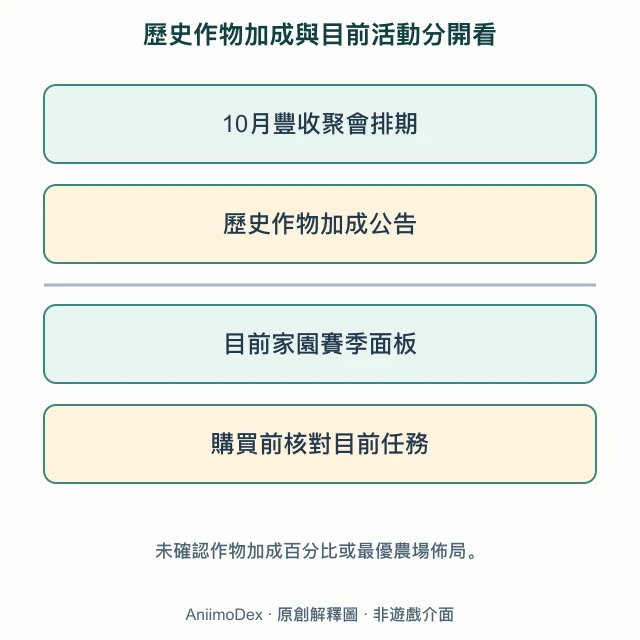 歷史作物加成與目前活動分開看
10月豐收聚會排期
歷史作物加成公告
目前家園賽季面板
購買前核對目前任務
未確認作物加成百分比或最優農場佈局。
AniimoDex · 原創解釋圖 · 非遊戲介面